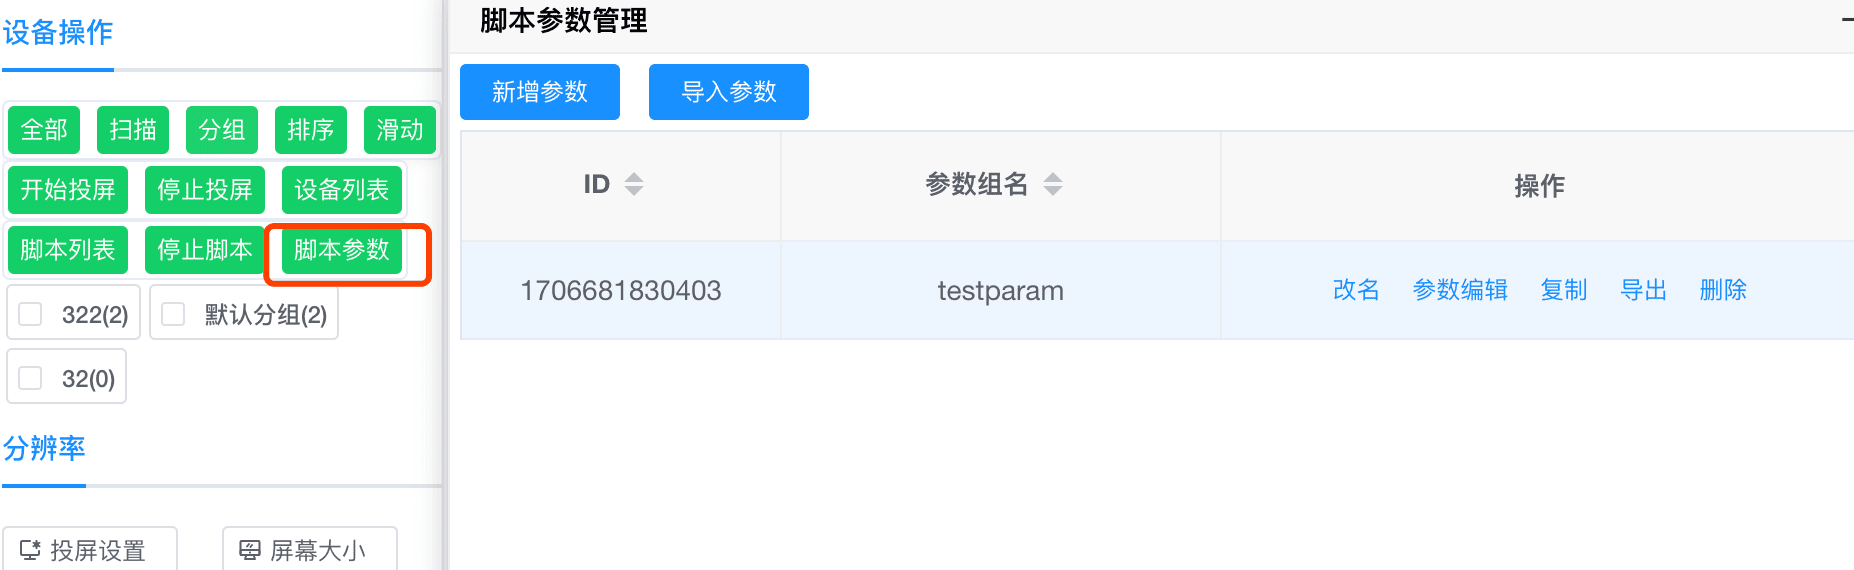 设备操作
全部 扫描 分组 排序 滑动
开始投屏 停止投屏 设备列表
脚本列表 停止脚本 脚本参数
322(2) 默认分组(2)
32(0)
分辨率
投屏设置 屏幕大小
脚本参数管理
新增参数 导入参数
ID 参数组名 操作
1706681830403 testparam 改名 参数编辑 复制 导出 删除